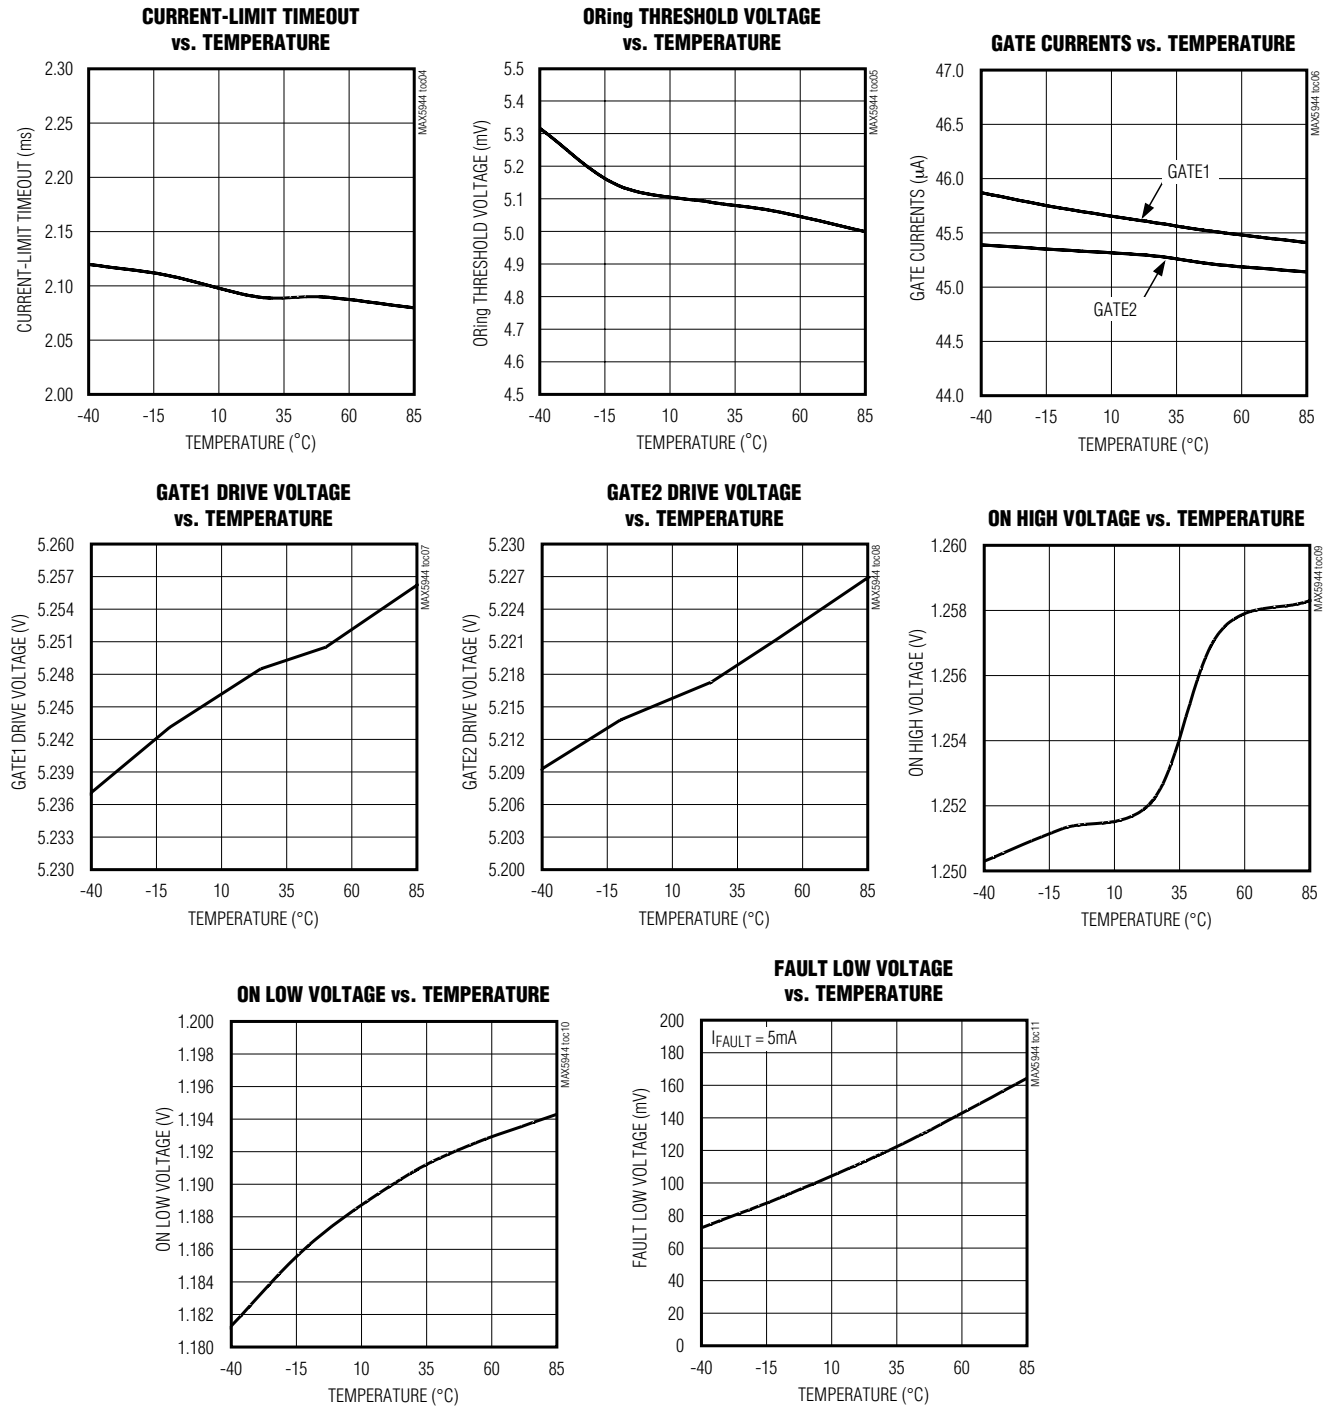 CURRENT-LIMIT TIMEOUT
vs. TEMPERATURE
2.30
2.25
2.20
2.15
2.10
2.05
2.00
CURRENT-LIMIT TIMEOUT (ms)
-40 -15 10 35 60 85
TEMPERATURE (°C)
MAX5944 toc04
ORing THRESHOLD VOLTAGE
vs. TEMPERATURE
5.5
5.4
5.3
5.2
5.1
5.0
4.9
4.8
4.7
4.6
4.5
ORing THRESHOLD VOLTAGE (mV)
-40 -15 10 35 60 85
TEMPERATURE (°C)
MAX5944 toc05
GATE CURRENTS vs. TEMPERATURE
47.0
46.5
46.0
45.5
45.0
44.5
44.0
GATE CURRENTS (µA)
GATE1
GATE2
-40 -15 10 35 60 85
TEMPERATURE (°C)
MAX5944 toc06
GATE1 DRIVE VOLTAGE
vs. TEMPERATURE
5.260
5.257
5.254
5.251
5.248
5.245
5.242
5.239
5.236
5.233
5.230
GATE1 DRIVE VOLTAGE (V)
-40 -15 10 35 60 85
TEMPERATURE (°C)
MAX5944 toc07
GATE2 DRIVE VOLTAGE
vs. TEMPERATURE
5.230
5.227
5.224
5.221
5.218
5.215
5.212
5.209
5.206
5.203
5.200
GATE2 DRIVE VOLTAGE (V)
-40 -15 10 35 60 85
TEMPERATURE (°C)
MAX5944 toc08
ON HIGH VOLTAGE vs. TEMPERATURE
1.260
1.258
1.256
1.254
1.252
1.250
ON HIGH VOLTAGE (V)
-40 -15 10 35 60 85
TEMPERATURE (°C)
MAX5944 toc09
ON LOW VOLTAGE vs. TEMPERATURE
1.200
1.198
1.196
1.194
1.192
1.190
1.188
1.186
1.184
1.182
1.180
ON LOW VOLTAGE (V)
-40 -15 10 35 60 85
TEMPERATURE (°C)
MAX5944 toc10
FAULT LOW VOLTAGE
vs. TEMPERATURE
200
180
160
140
120
100
80
60
40
20
0
FAULT LOW VOLTAGE (mV)
IFAULT = 5mA
-40 -15 10 35 60 85
TEMPERATURE (°C)
MAX5944 toc11